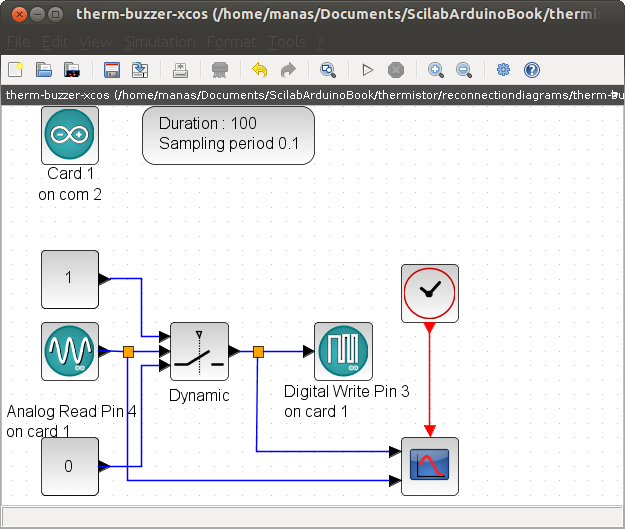 therm-buzzer-xcos (/home/manas/Documents/ScilabArduinoBook/thermis
File Edit View Simulation Format Tools ?
therm-buzzer-xcos (/home/manas/Documents/ScilabArduinoBook/thermistor/reconnectiondiagrams/therm-bu
Duration : 100
Sampling period 0.1
Card 1
on com 2
1
Dynamic
Digital Write Pin 3
on card 1
Analog Read Pin 4
on card 1
0